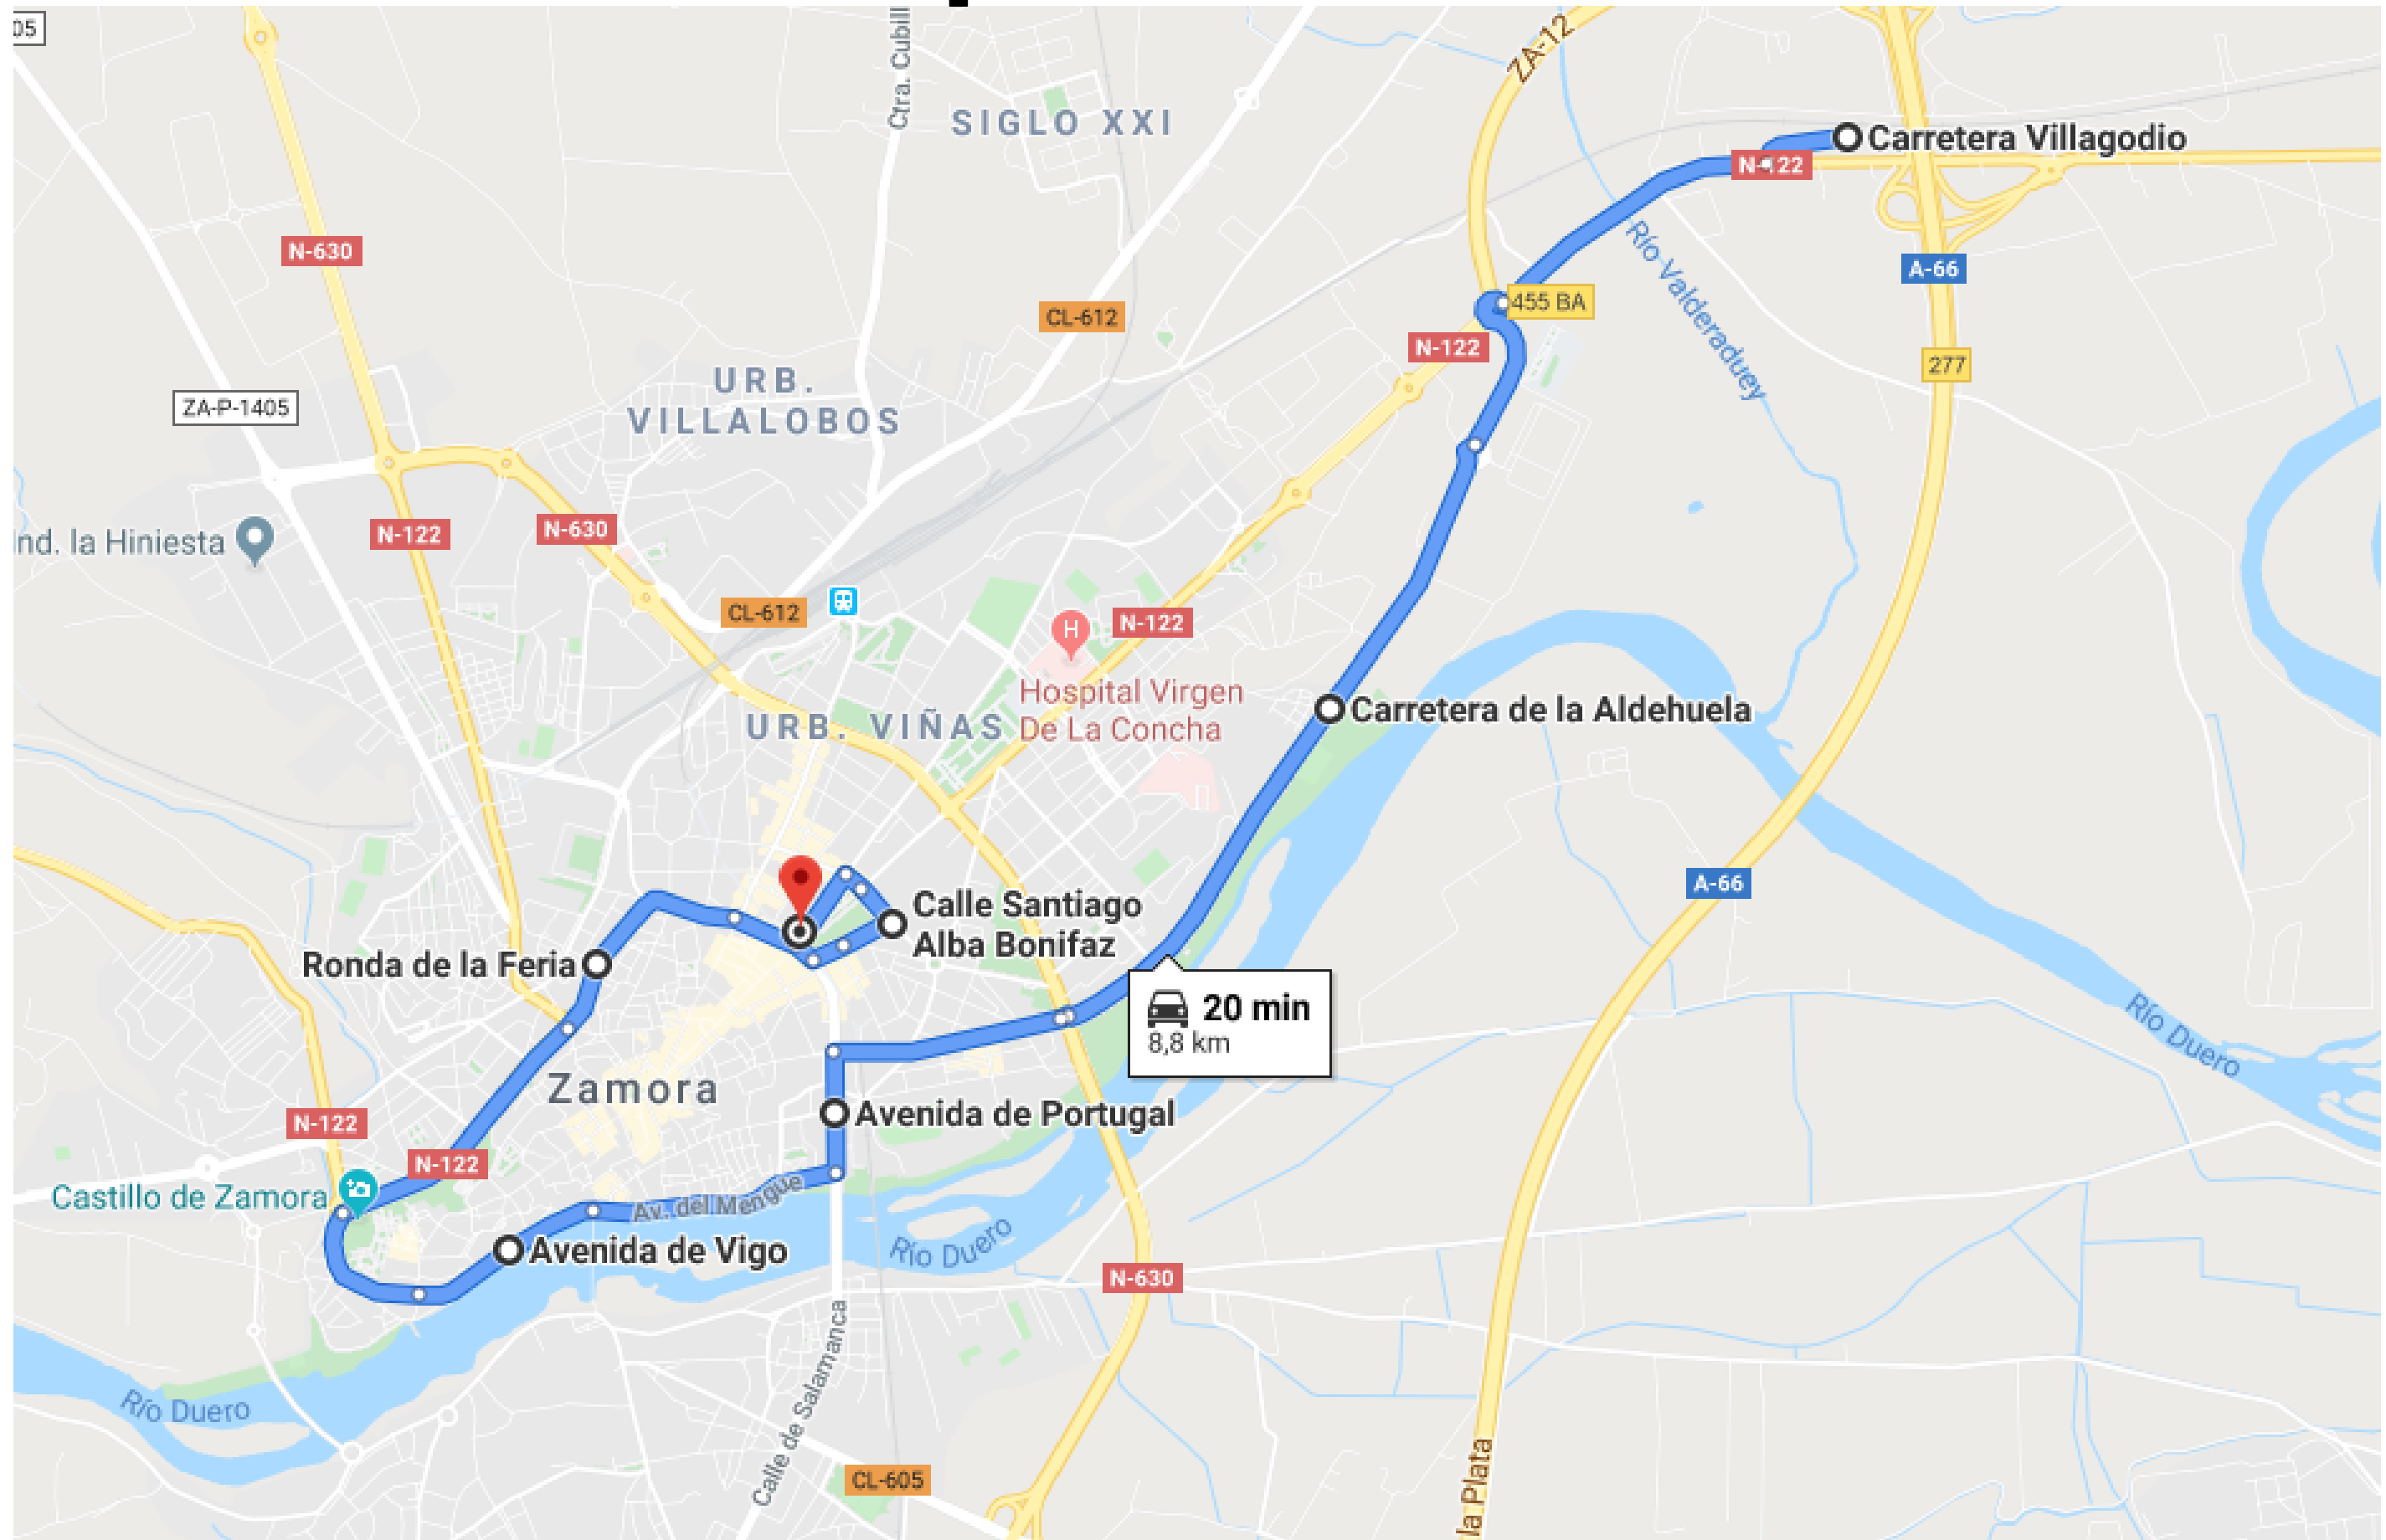 05
Ctra. Cubill
ZA-12
SIGLO XXI
Carretera Villagodio
N-122
N-630
Río Valderaduey
A-66
455 BA
CL-612
N-122
277
URB.
VILLALOBOS
ZA-P-1405
N-122
N-630
ind. la Hiniesta
CL-612
H
N-122
Hospital Virgen
De La Concha
URB. VIÑAS
Carretera de la Aldehuela
A-66
Calle Santiago
Alba Bonifaz
Ronda de la Feria
20 min
8,8 km
Río Duero
Zamora
Avenida de Portugal
N-122
N-122
Castillo de Zamora
Av. del Mengue
Avenida de Vigo
Río Duero
N-630
Calle de Salamanca
Río Duero
CL-605
la Plata